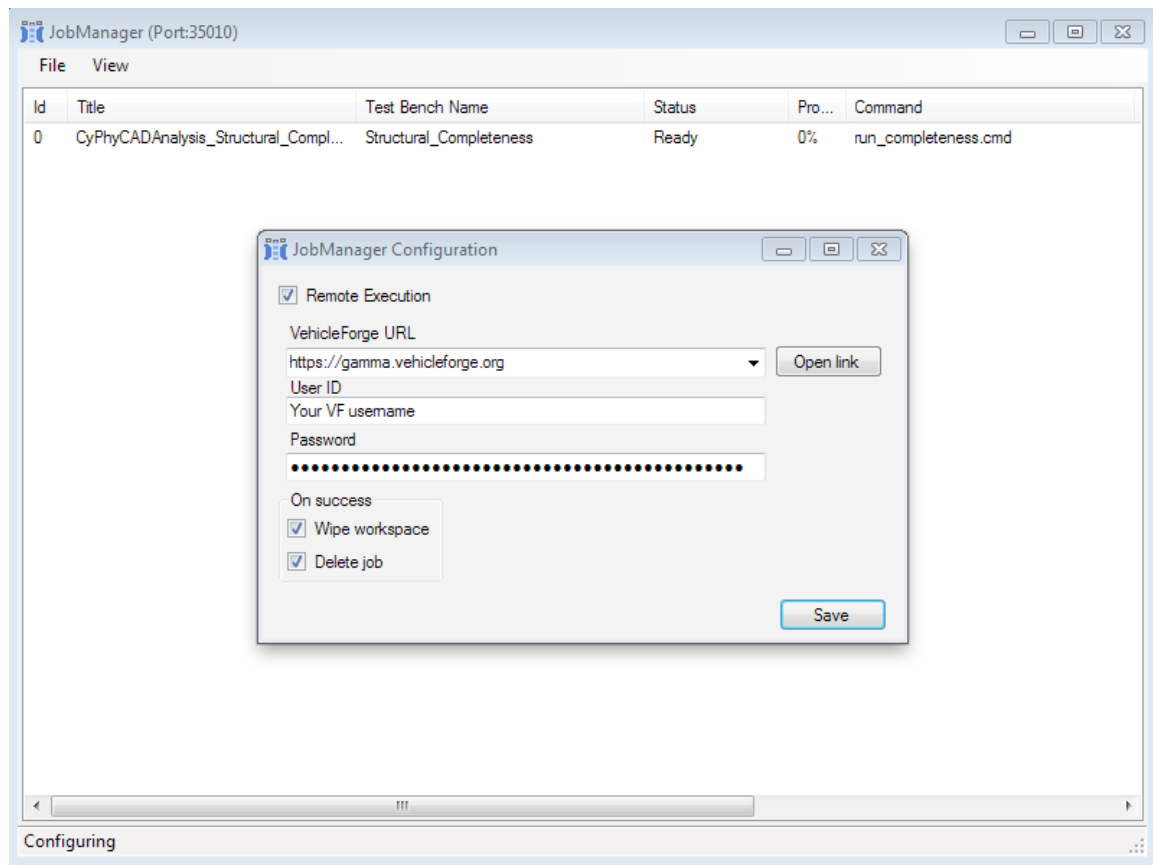 JobManager (Port:35010)
File View
Id Title Test Bench Name Status Pro... Command
0 CyPhyCADAnalysis_Structural_Compl... Structural_Completeness Ready 0% run_completeness.cmd
JobManager Configuration
Remote Execution
VehicleForge URL
https://gamma.vehicleforge.org Open link
User ID
Your VF username
Password
On success
Wipe workspace
Delete job
Save
Configuring